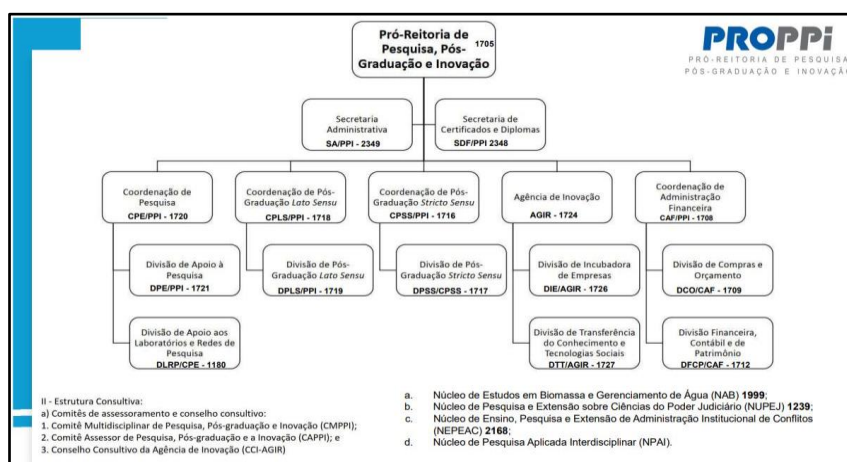 Pró-Reitoria de
Pesquisa, Pós-
Graduação e Inovação
1705
PROPPi
PRÓ-REITORIA DE PESQUISA
PÓS-GRADUAÇÃO E INOVAÇÃO
Secretaria
Administrativa
SA/PPI - 2349
Secretaria de
Certificados e Diplomas
SDF/PPI 2348
Coordenação de
Pesquisa
CPE/PPI - 1720
Coordenação de Pós-
Graduação Lato Sensu
CPLS/PPI - 1718
Coordenação de Pós-
Graduação Stricto Sensu
CPSS/PPI - 1716
Agência de Inovação
AGIR - 1724
Coordenação de
Administração
Financeira
CAF/PPI - 1708
Divisão de Apoio à
Pesquisa
DPE/PPI - 1721
Divisão de Pós-
Graduação Lato Sensu
DPLS/PPI - 1719
Divisão de Pós-
Graduação Stricto Sensu
DPSS/CPSS - 1717
Divisão de Incubadora
de Empresas
DIE/AGIR - 1726
Divisão de Compras e
Orçamento
DCO/CAF - 1709
Divisão de Apoio aos
Laboratórios e Redes de
Pesquisa
DLRP/CPE - 1180
Divisão de Transferência
do Conhecimento e
Tecnologias Sociais
DTT/AGIR - 1727
Divisão Financeira,
Contábil e de
Patrimônio
DFCP/CAF - 1712
II - Estrutura Consultiva:
a) Comitês de assessoramento e conselho consultivo:
1. Comitê Multidisciplinar de Pesquisa, Pós-graduação e Inovação (CMPPI);
2. Comitê Assessor de Pesquisa, Pós-graduação e a Inovação (CAPPI); e
3. Conselho Consultivo da Agência de Inovação (CCI-AGIR)
a. Núcleo de Estudos em Biomassa e Gerenciamento de Água (NAB) 1999;
b. Núcleo de Pesquisa e Extensão sobre Ciências do Poder Judiciário (NUPEJ) 1239;
c. Núcleo de Ensino, Pesquisa e Extensão de Administração Institucional de Conflitos
(NEPEAC) 2168;
d. Núcleo de Pesquisa Aplicada Interdisciplinar (NPAI).